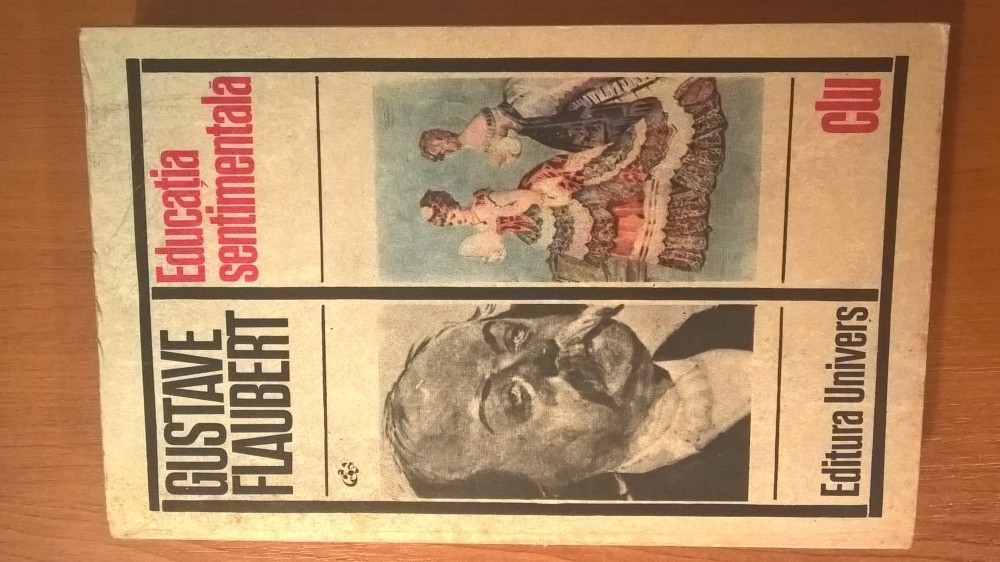 GUSTAVE
FLAUBERT
Educația
sentimentală
Editura Univers
clu